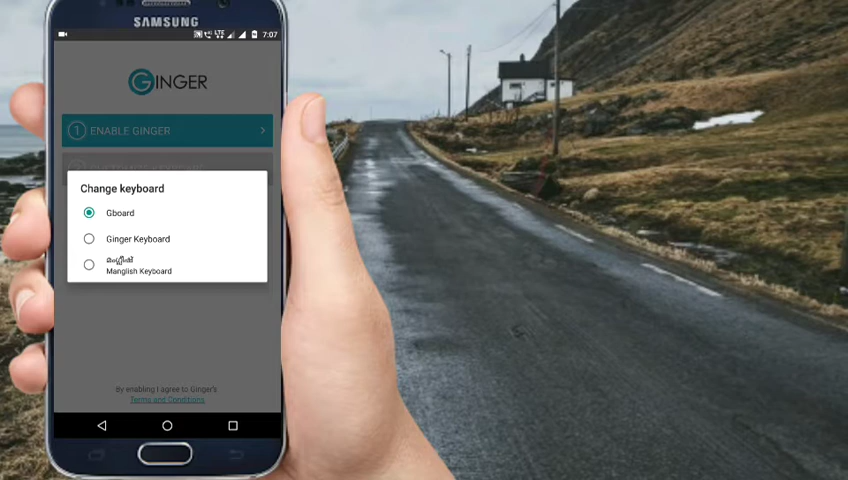 SAMSUNG
LTE 7:07
GINGER
1 ENABLE GINGER
Change keyboard
Gboard
Ginger Keyboard
മംഗ്ലീഷ്
Manglish Keyboard
By enabling I agree to Ginger's
Terms and Conditions